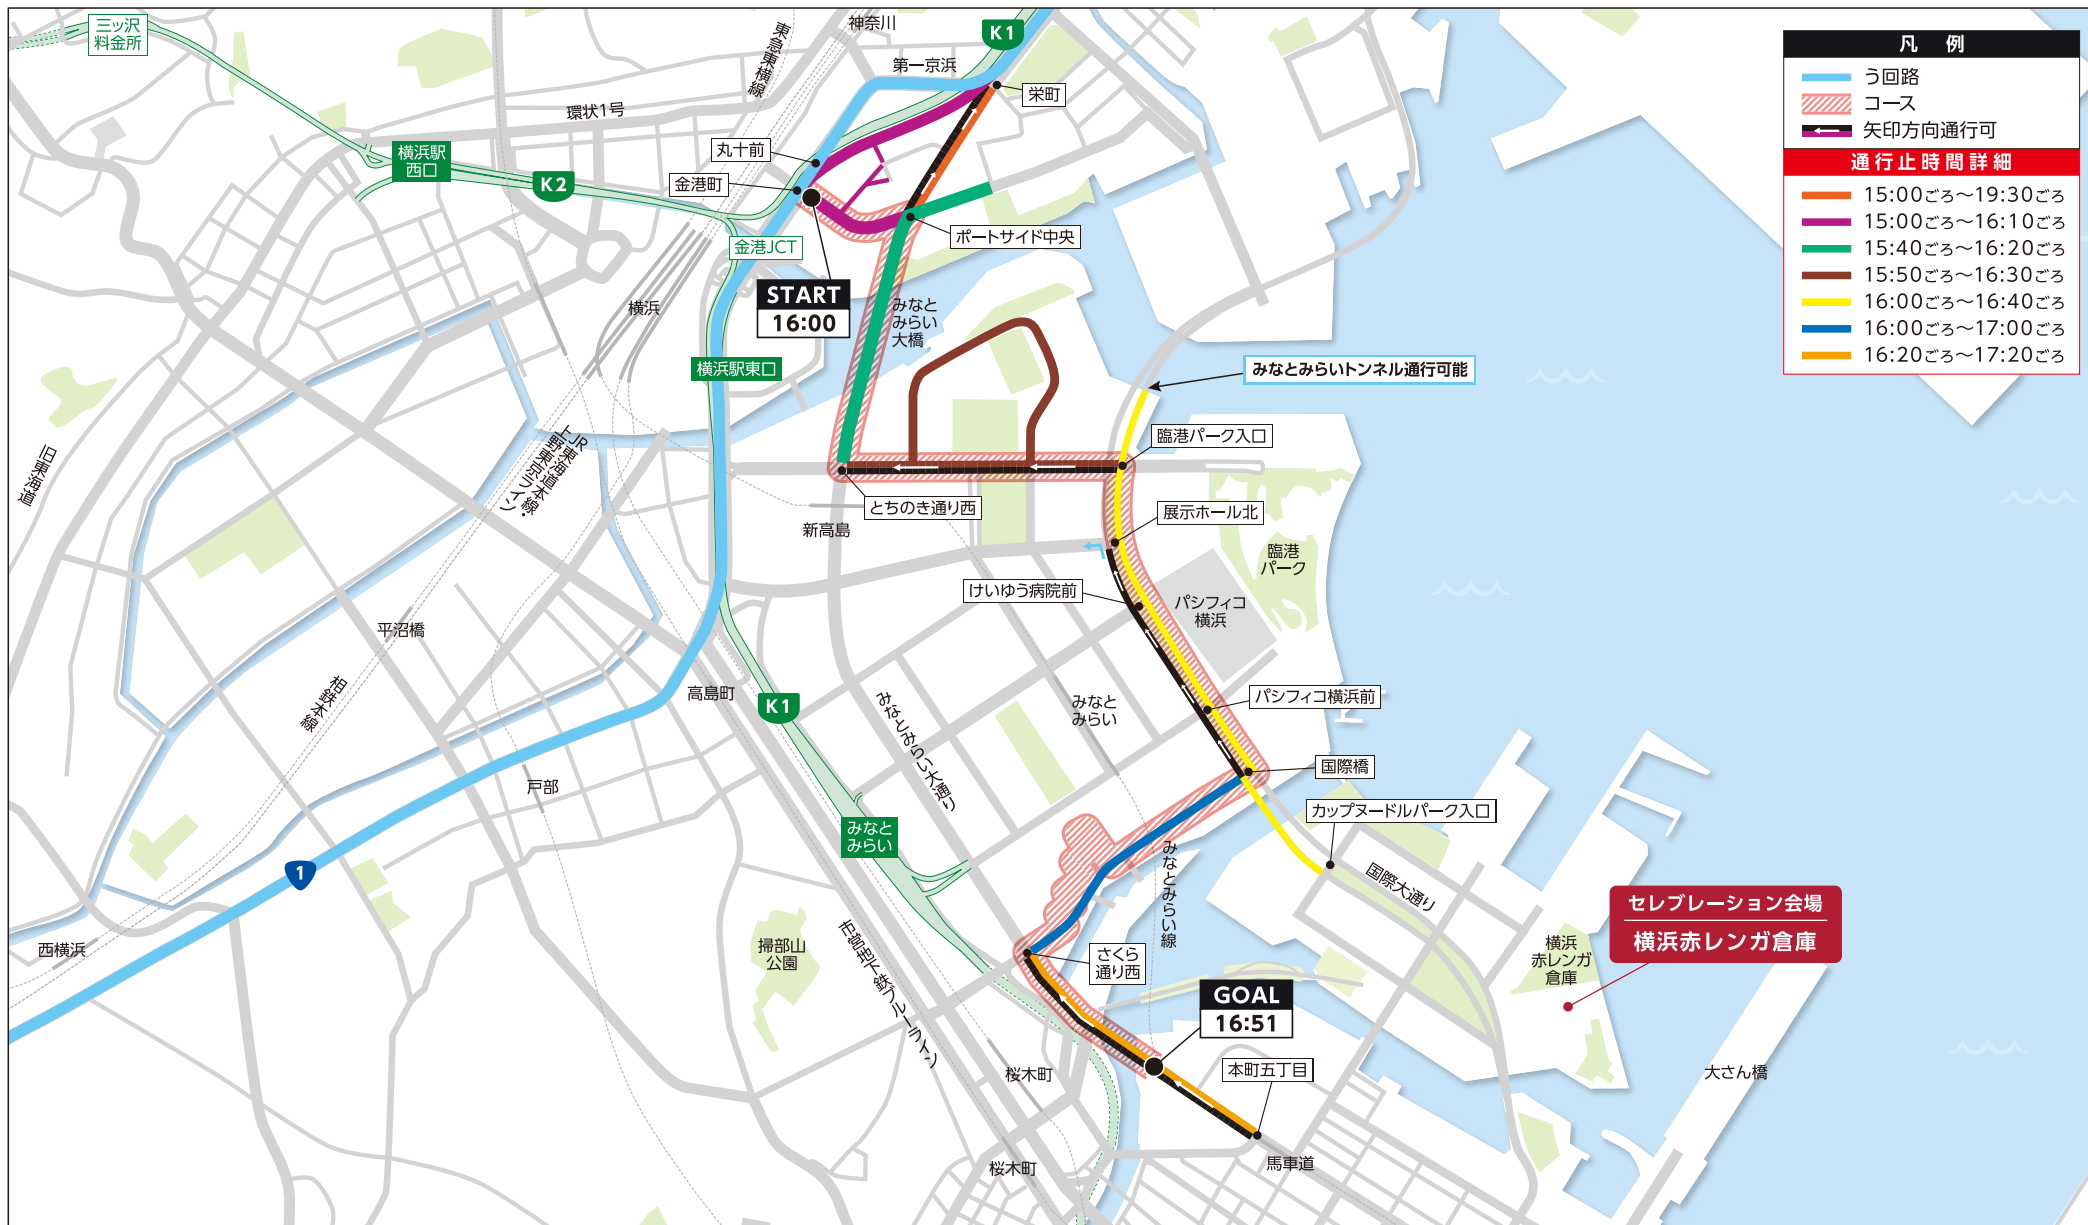 三ッ沢
料金所
神奈川
K1
第一京浜
東急東横線
環状1号
栄町
横浜駅
西口
K2
丸十前
金港町
金港JCT
ポートサイド中央
START
16:00
横浜
みなと
みらい
大橋
横浜駅東口
みなとみらいトンネル通行可能
臨港パーク入口
旧東海道
JR東海道本線・
上野東京ライン
とちのき通り西
新高島
展示ホール北
臨港
パーク
けいゆう病院前
パシフィコ
横浜
平沼橋
相鉄本線
高島町
K1
みなとみらい大通り
みなと
みらい
パシフィコ横浜前
国際橋
戸部
カップヌードルパーク入口
みなと
みらい
みなとみらい線
国際大通り
1
西横浜
掃部山
公園
市営地下鉄ブルーライン
さくら
通り西
横浜
赤レンガ
倉庫
セレブレーション会場
横浜赤レンガ倉庫
GOAL
16:51
桜木町
本町五丁目
大さん橋
桜木町
馬車道
凡 例
う回路
コース
矢印方向通行可
通行止時間詳細
15:00ごろ～19:30ごろ
15:00ごろ～16:10ごろ
15:40ごろ～16:20ごろ
15:50ごろ～16:30ごろ
16:00ごろ～16:40ごろ
16:00ごろ～17:00ごろ
16:20ごろ～17:20ごろ